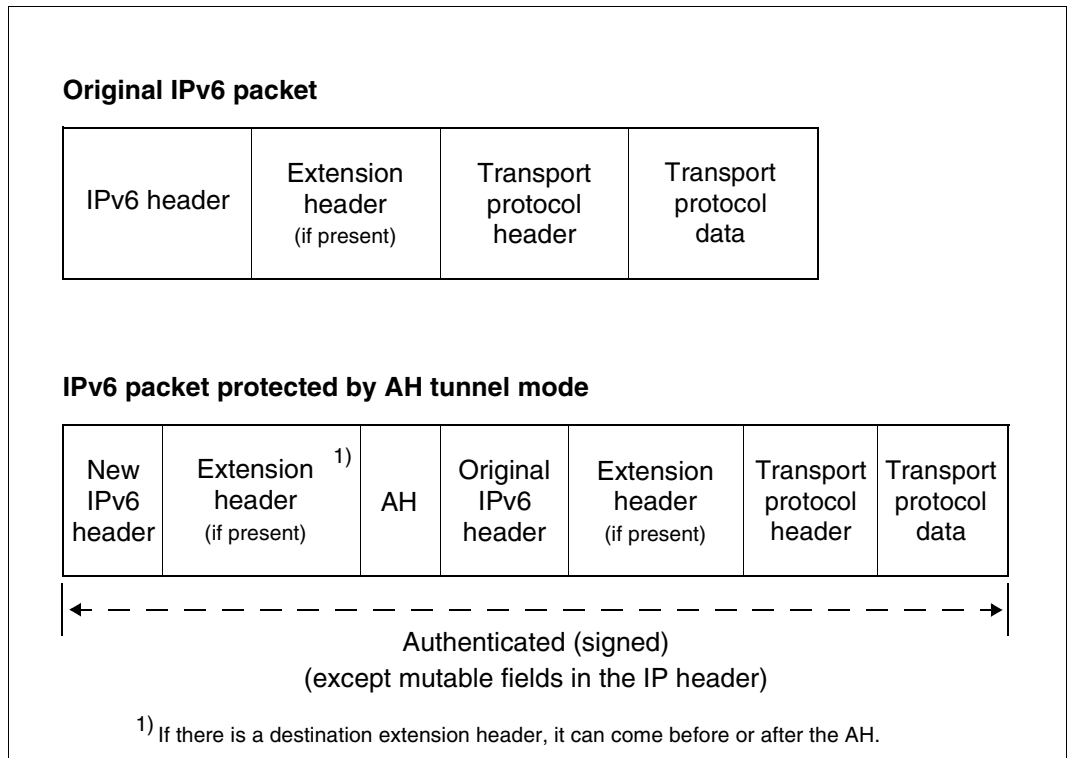 Original IPv6 packet
IPv6 header
Extension
header
(if present)
Transport
protocol
header
Transport
protocol
data
IPv6 packet protected by AH tunnel mode
New
IPv6
header
Extension 1)
header
(if present)
AH
Original
IPv6
header
Extension
header
(if present)
Transport
protocol
header
Transport
protocol
data
Authenticated (signed)
(except mutable fields in the IP header)
1) If there is a destination extension header, it can come before or after the AH.